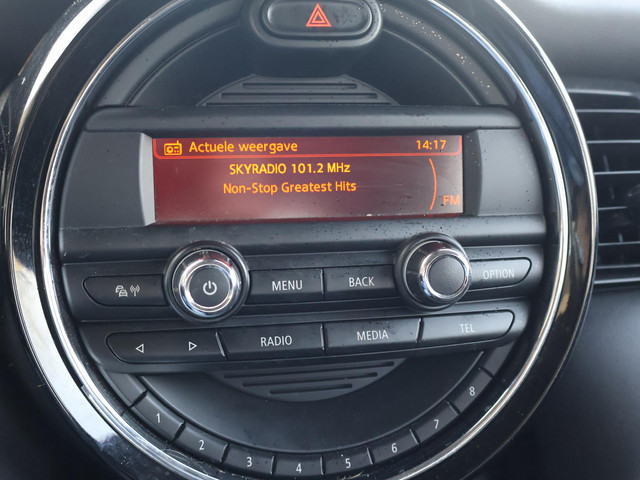 Actuele weergave 14:17
SKYRADIO 101.2 MHz
Non-Stop Greatest Hits
FM
MENU BACK OPTION
RADIO MEDIA TEL
1 2 3 4 5 6 7 8